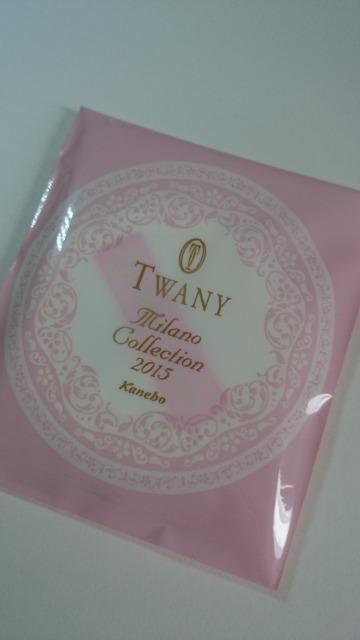 T
TWANY
Milano
Collection
2015
Kanebo